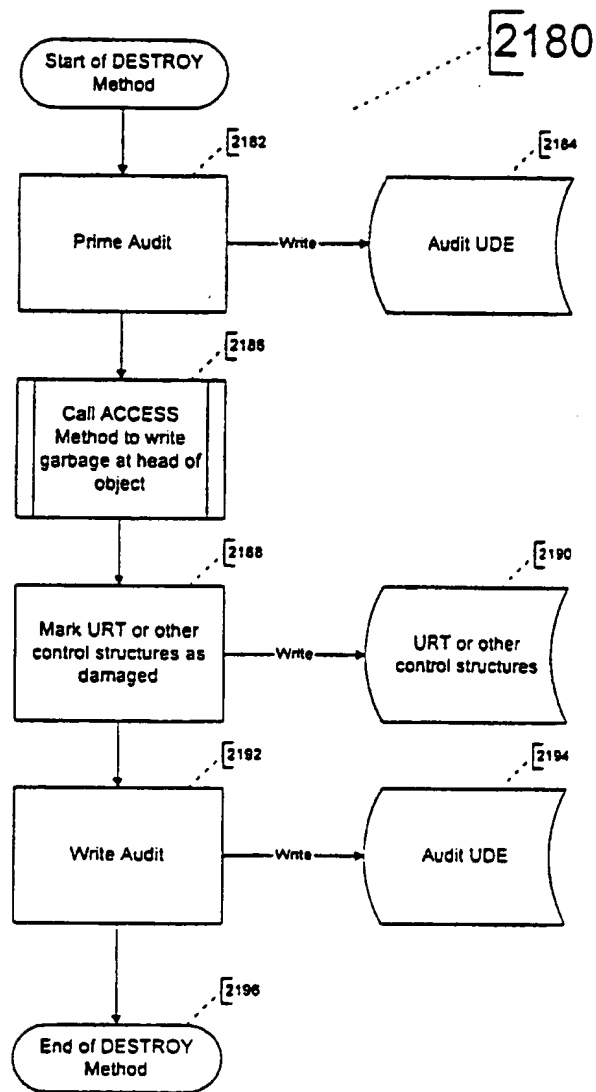 2180
Start of DESTROY
Method
2182
2184
Prime Audit
Write
Audit UDE
2186
Call ACCESS
Method to write
garbage at head of
object
2188
2190
Mark URT or other
control structures as
damaged
Write
URT or other
control structures
2192
2194
Write Audit
Write
Audit UDE
2196
End of DESTROY
Method